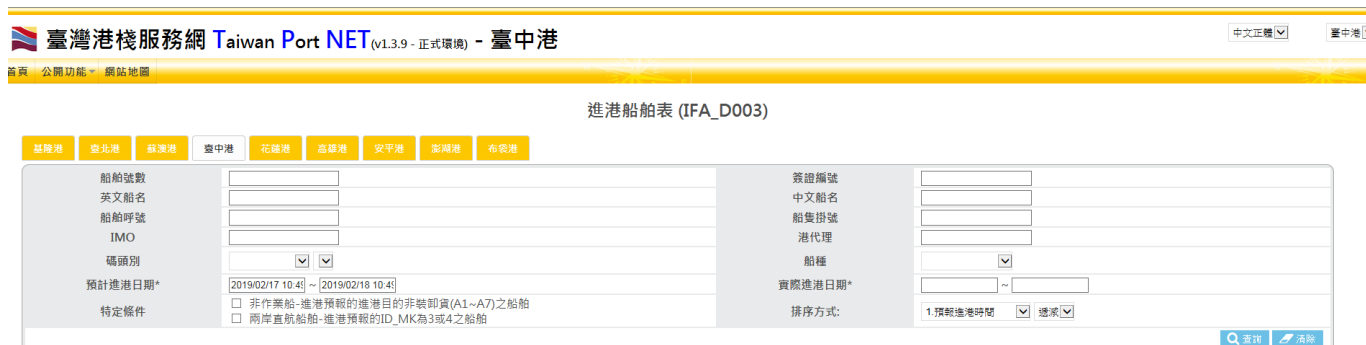 臺灣港棧服務網 Taiwan Port NET(v1.3.9 - 正式環境) - 臺中港
中文正體 臺中港
首頁 公開功能 網站地圖
進港船舶表 (IFA_D003)
基隆港 臺北港 蘇澳港 臺中港 花蓮港 高雄港 安平港 澎湖港 布袋港
船舶號數 簽證編號
英文船名 中文船名
船舶呼號 船隻掛號
IMO 港代理
碼頭別 船種
預計進港日期* 2019/02/17 10:4 ~ 2019/02/18 10:4 實際進港日期* ~
特定條件 非作業船-進港預報的進港目的非裝卸貨(A1~A7)之船舶 排序方式: 1.預報進港時間 遞減
兩岸直航船舶-進港預報的ID_MK為3或4之船舶
查詢 清除